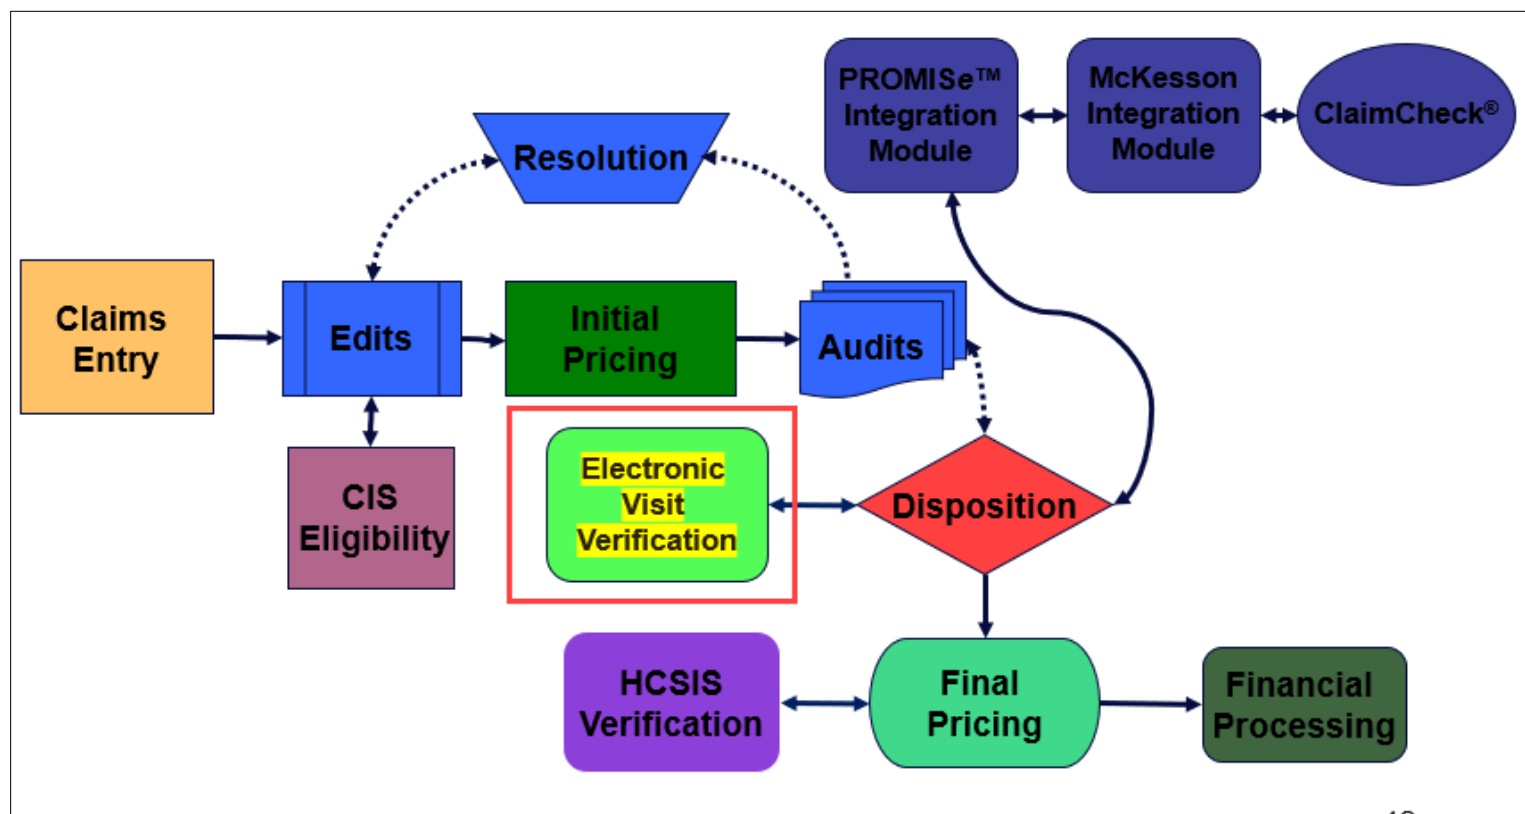 PROMISe™
Integration
Module
McKesson
Integration
Module
ClaimCheck®
Resolution
Claims
Entry
Edits
Initial
Pricing
Audits
CIS
Eligibility
Electronic
Visit
Verification
Disposition
HCSIS
Verification
Final
Pricing
Financial
Processing